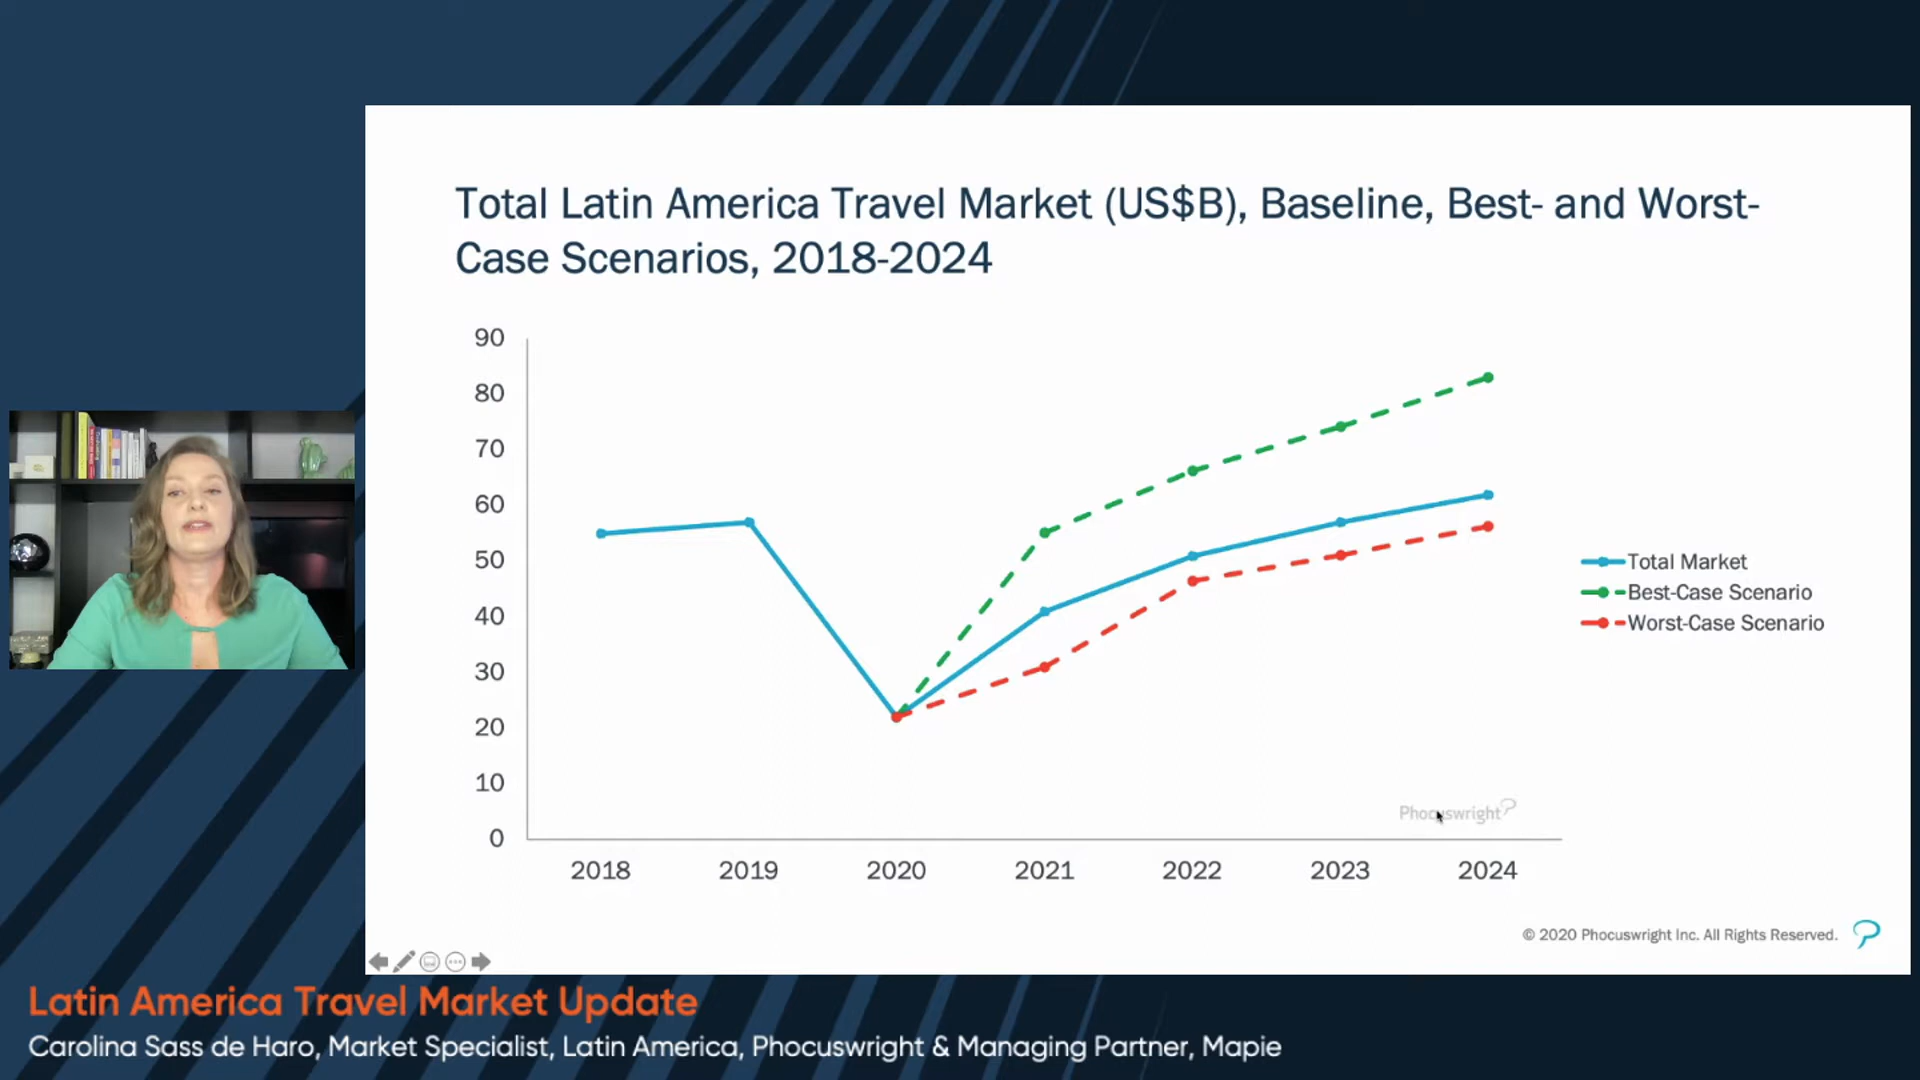 Total Latin America Travel Market (US$B), Baseline, Best- and Worst-
Case Scenarios, 2018-2024
90
80
70
60
50
40
30
20
10
0
2018 2019 2020 2021 2022 2023 2024
Total Market
Best-Case Scenario
Worst-Case Scenario
Phocuswright
© 2020 Phocuswright Inc. All Rights Reserved.
Latin America Travel Market Update
Carolina Sass de Haro, Market Specialist, Latin America, Phocuswright & Managing Partner, Mapie